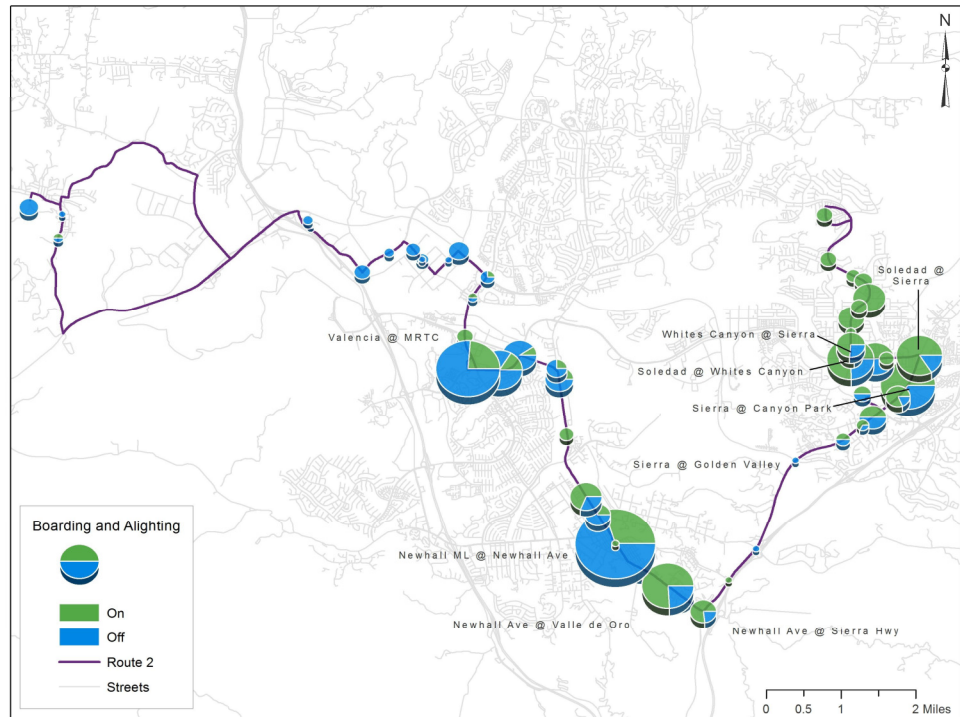 N
Soledad @
Sierra
Whites Canyon @ Sierra
Valencia @ MRTC
Soledad @ Whites Canyon
Sierra @ Canyon Park
Sierra @ Golden Valley
Boarding and Alighting
On
Off
Route 2
Streets
Newhall ML @ Newhall Ave
Newhall Ave @ Valle de Oro
Newhall Ave @ Sierra Hwy
0 0.5 1 2 Miles